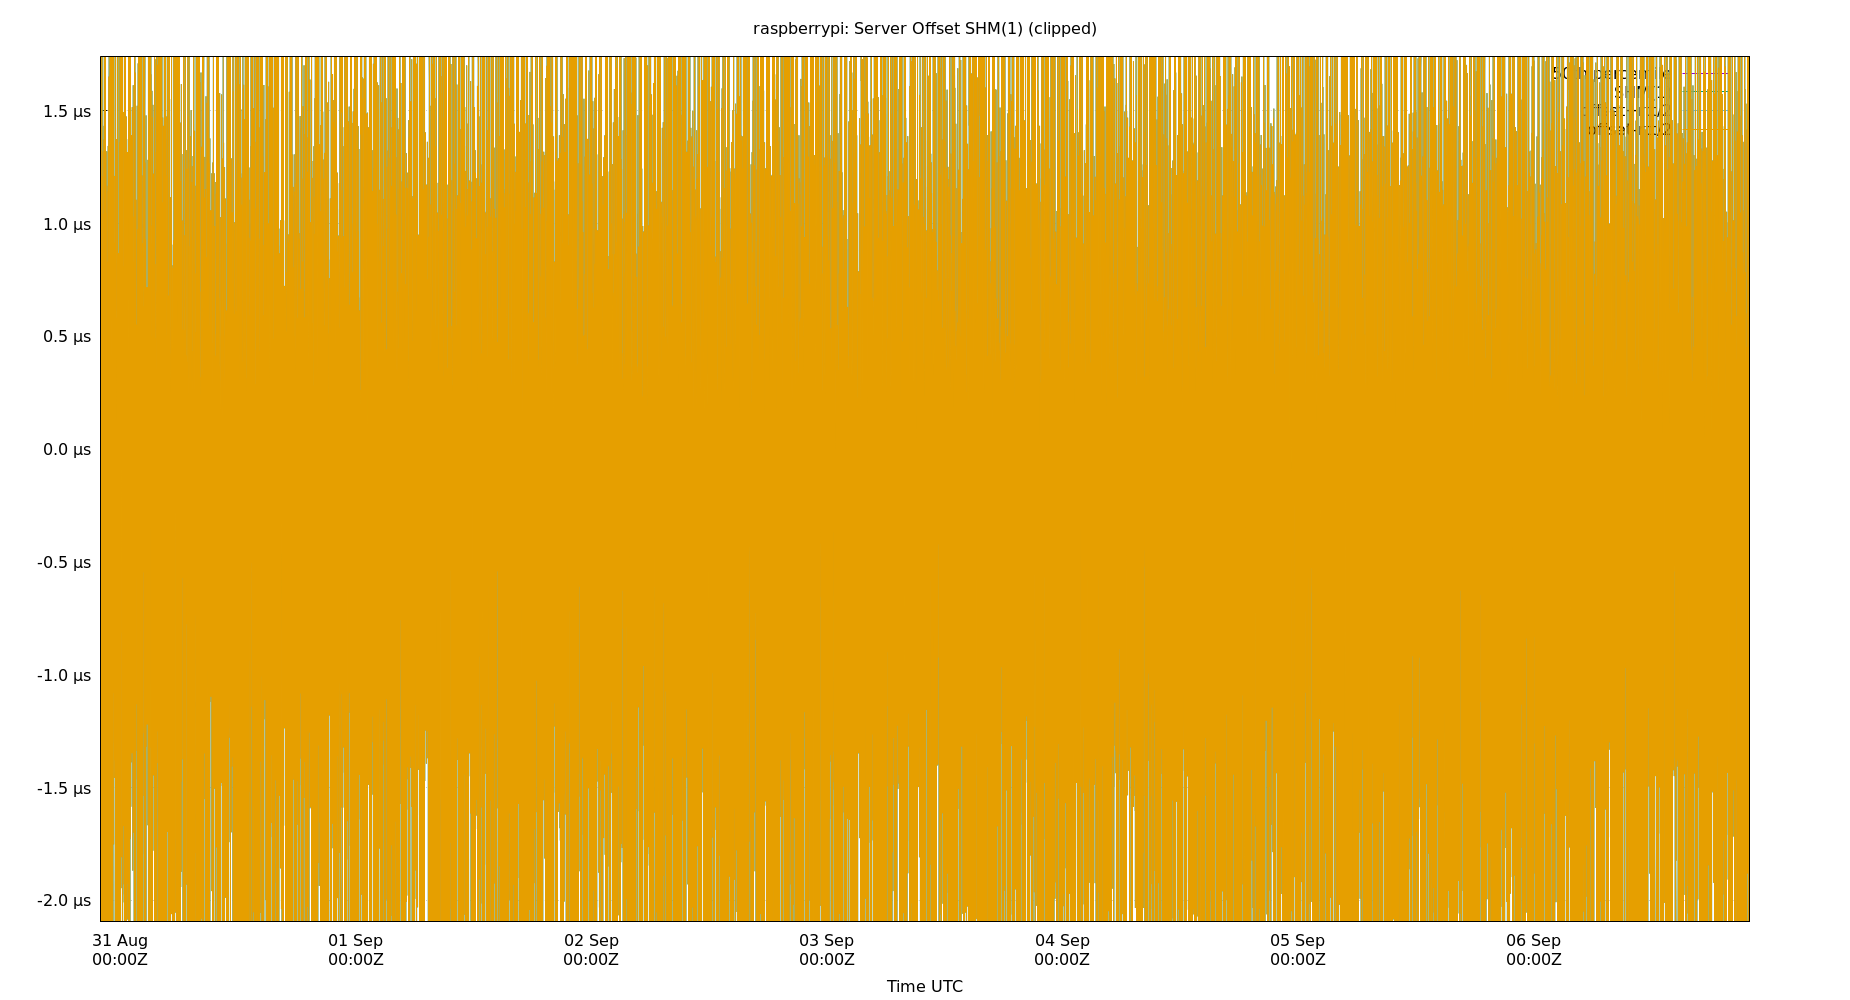 raspberrypi: Server Offset SHM(1) (clipped)
1.5 µs
1.0 µs
0.5 µs
0.0 µs
-0.5 µs
-1.0 µs
-1.5 µs
-2.0 µs
31 Aug 01 Sep 02 Sep 03 Sep 04 Sep 05 Sep 06 Sep
00:00Z 00:00Z 00:00Z 00:00Z 00:00Z 00:00Z 00:00Z
Time UTC